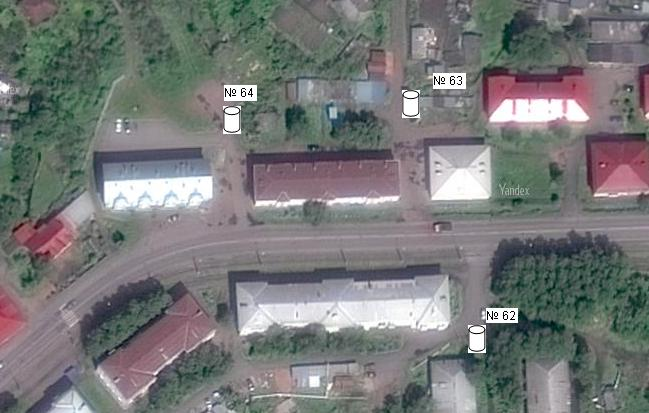 № 64
№ 63
Yandex
№ 62